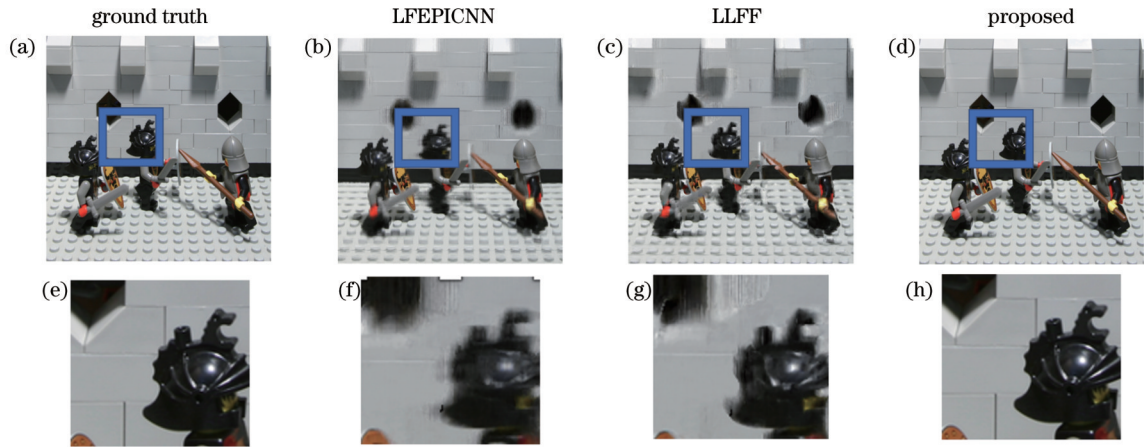 ground truth LFEPICNN LLFF proposed
(a) (b) (c) (d)
(e) (f) (g) (h)